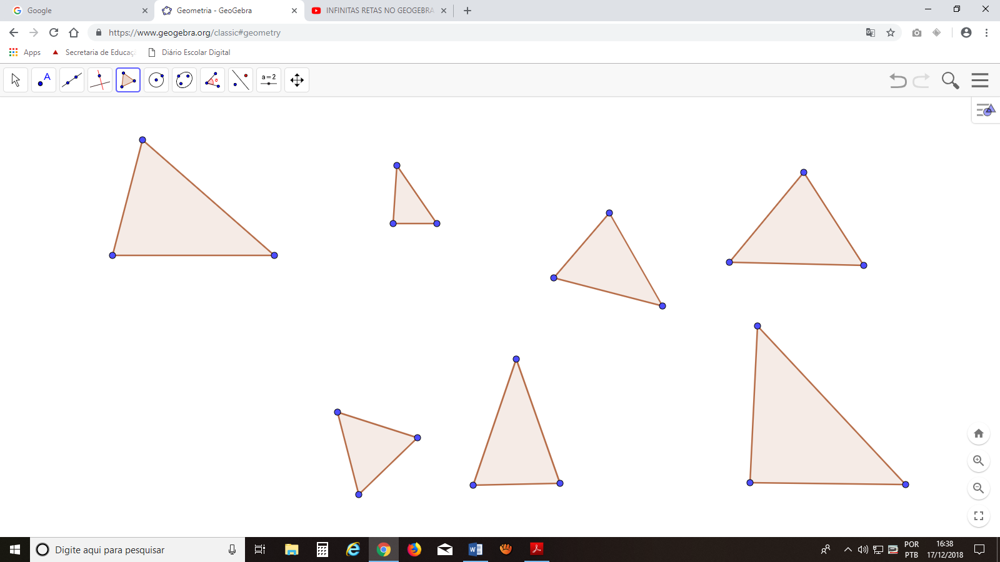 Google
Geometria - GeoGebra
INFINITAS RETAS NO GEOGEBRA
https://www.geogebra.org/classic#geometry
Apps
Secretaria de Educaç
Diário Escolar Digital
A
α
a=2
Digite aqui para pesquisar
POR
PTB
16:38
17/12/2018